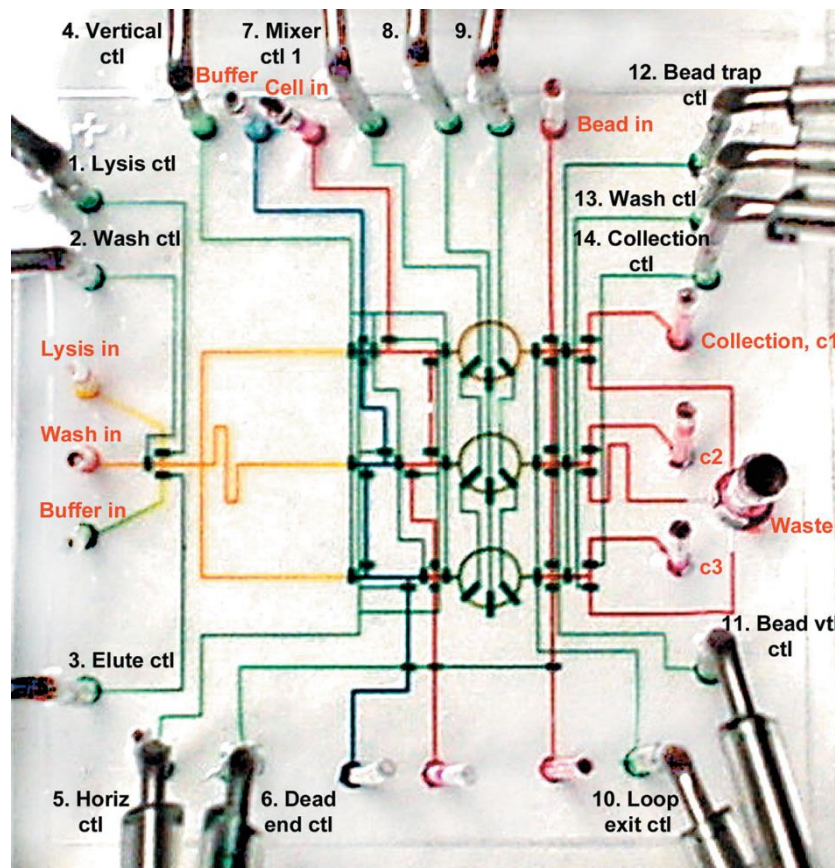 4. Vertical
ctl
7. Mixer
ctl 1
8.
9.
12. Bead trap
ctl
Buffer
Cell in
Bead in
1. Lysis ctl
13. Wash ctl
2. Wash ctl
14. Collection
ctl
Lysis in
Collection, c1
Wash in
c2
Buffer in
Waste
c3
3. Elute ctl
11. Bead vtl
ctl
5. Horiz
ctl
6. Dead
end ctl
10. Loop
exit ctl